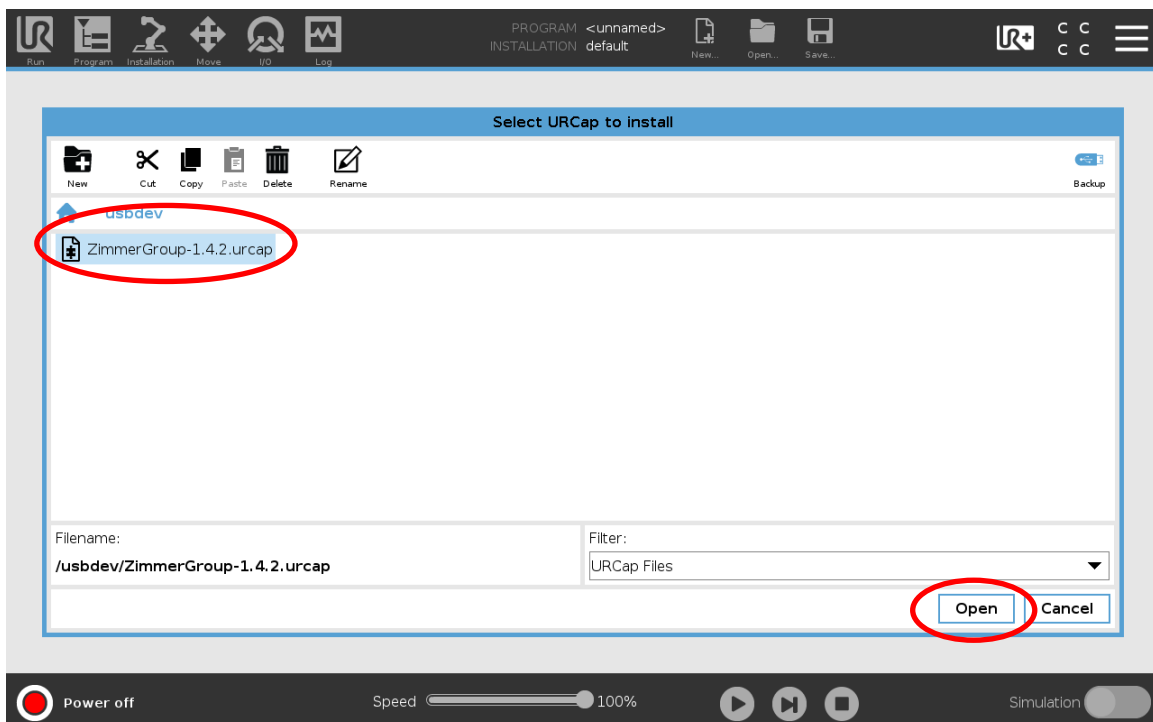 PROGRAM <unnamed>
INSTALLATION default
UR
UR+
C C
C C
Run Program Installation Move I/O Log New... Open... Save...
Select URCap to install
New Cut Copy Paste Delete Rename Backup
usbdev
ZimmerGroup-1.4.2.urcap
Filename:
/usbdev/ZimmerGroup-1.4.2.urcap
Filter:
URCap Files
Open Cancel
Power off Speed 100% Simulation